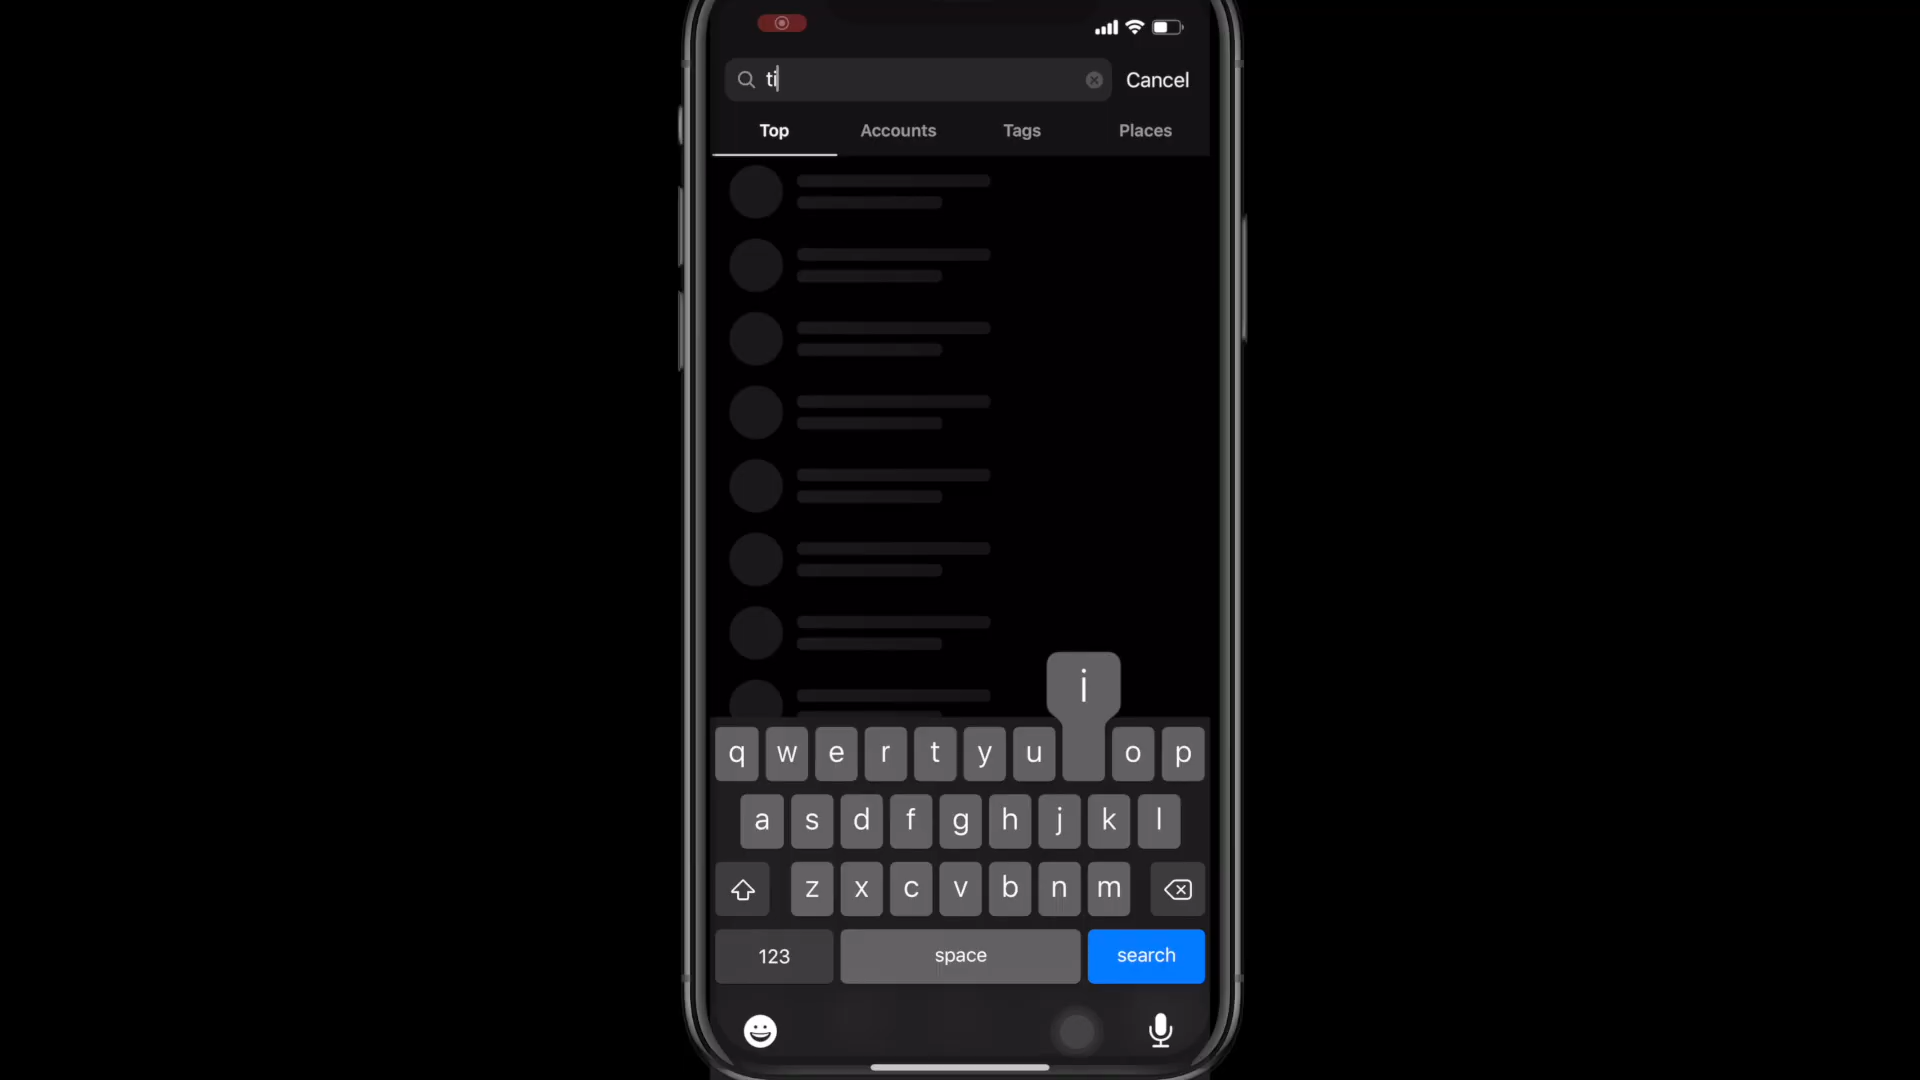 ti
Cancel
Top Accounts Tags Places
i
q w e r t y u o p
a s d f g h j k l
z x c v b n m
123 space search